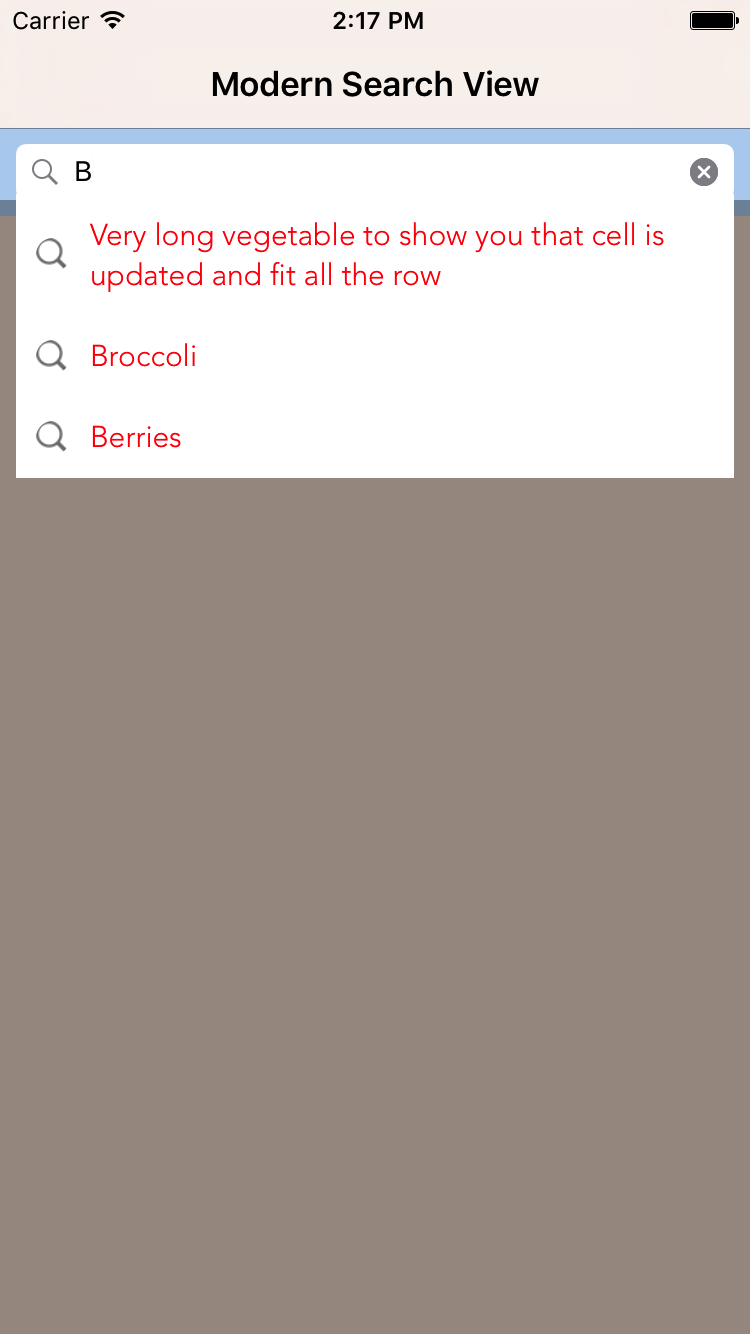 Carrier 2:17 PM
Modern Search View
B
Very long vegetable to show you that cell is
updated and fit all the row
Broccoli
Berries